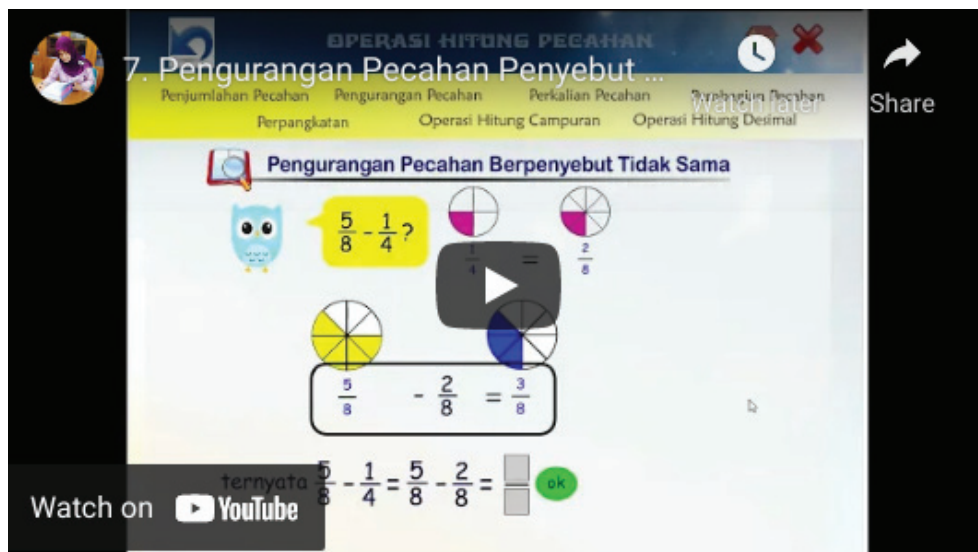 OPERASI HITUNG PECAHAN
7. Pengurangan Pecahan Penyebut ...
Penjumlahan Pecahan Pengurangan Pecahan Perkalian Pecahan Pembagian Pecahan
Watch later
Share
Perpangkatan Operasi Hitung Campuran Operasi Hitung Desimal
Pengurangan Pecahan Berpenyebut Tidak Sama
5/8 - 1/4 ?
1/4 = 2/8
5/8 - 2/8 = 3/8
ternyata 5/8 - 1/4 = 5/8 - 2/8 = ok
Watch on YouTube